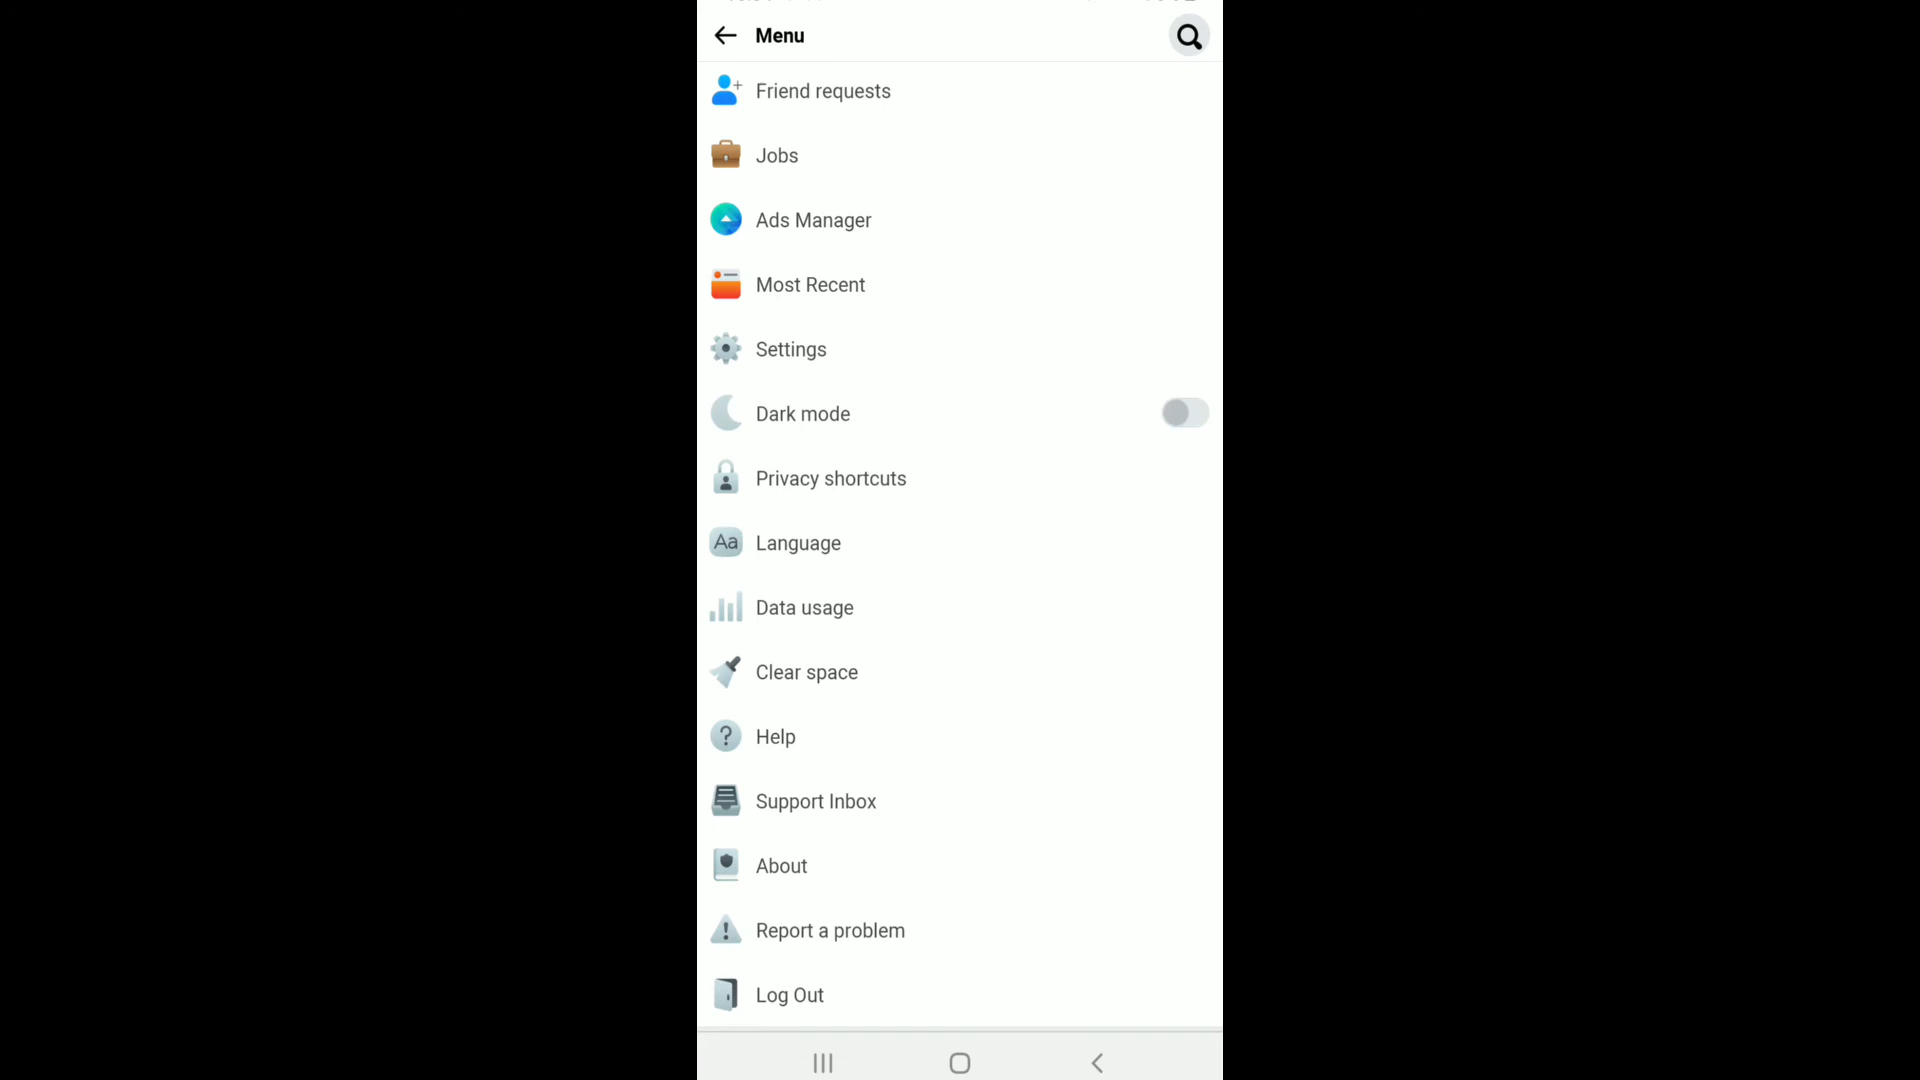 Menu
Friend requests
Jobs
Ads Manager
Most Recent
Settings
Dark mode
Privacy shortcuts
Aa Language
Data usage
Clear space
? Help
Support Inbox
About
! Report a problem
Log Out